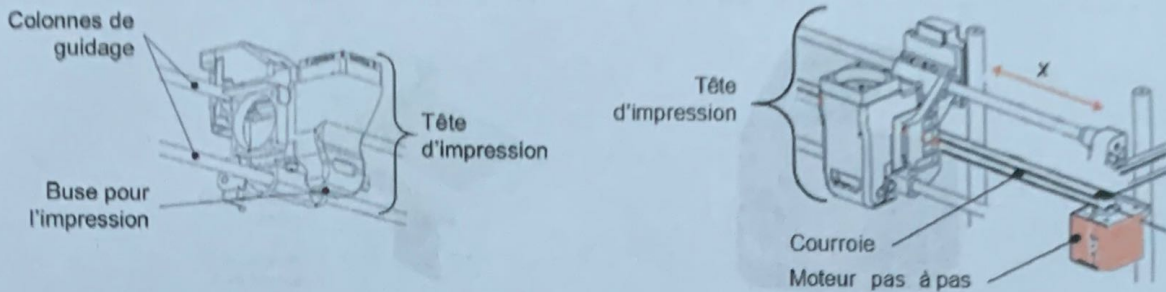 Colonnes de
guidage
Tête
d'impression
Buse pour
l'impression
Tête
d'impression
X
Courroie
Moteur pas à pas